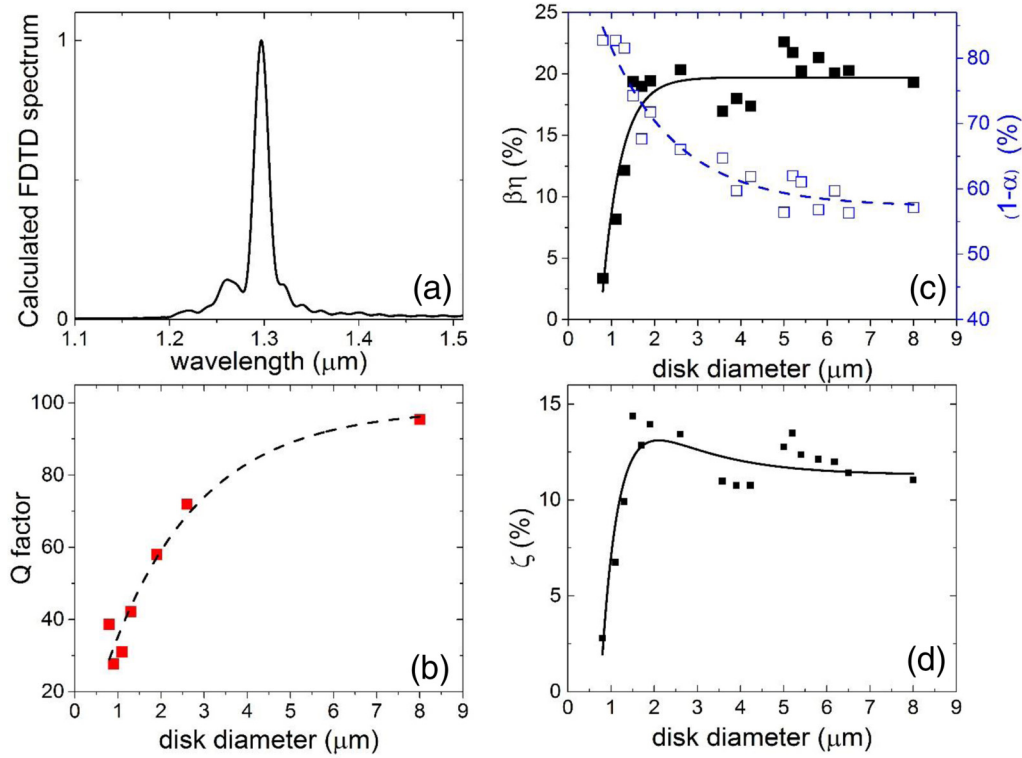 Calculated FDTD spectrum
1
0
(a)
1.1 1.2 1.3 1.4 1.5
wavelength (μm)
βη (%)
25
20
15
10
5
0
(c)
80
70
60
50
40
(1-α) (%)
0 1 2 3 4 5 6 7 8 9
disk diameter (μm)
Q factor
100
80
60
40
20
(b)
0 1 2 3 4 5 6 7 8 9
disk diameter (μm)
ζ (%)
15
10
5
0
(d)
0 1 2 3 4 5 6 7 8 9
disk diameter (μm)